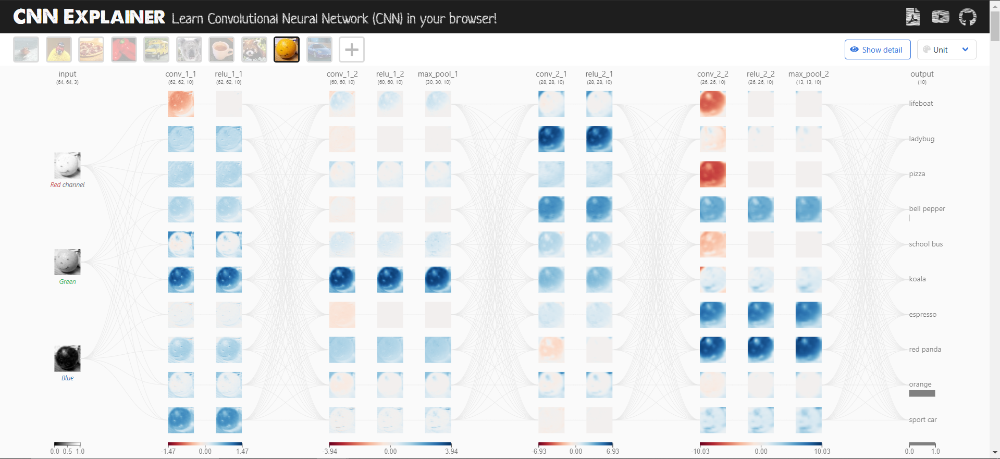 CNN EXPLAINER Learn Convolutional Neural Network (CNN) in your browser!
Show detail
Unit
input conv_1_1 relu_1_1 conv_1_2 relu_1_2 max_pool_1 conv_2_1 relu_2_1 conv_2_2 relu_2_2 max_pool_2 output
(64, 64, 3) (62, 62, 10) (62, 62, 10) (60, 60, 10) (60, 60, 10) (30, 30, 10) (28, 28, 10) (28, 28, 10) (26, 26, 10) (26, 26, 10) (13, 13, 10) (10)
lifeboat
ladybug
pizza
Red channel
bell pepper
school bus
koala
Green
espresso
red panda
Blue
orange
sport car
0.0 0.5 1.0 -1.47 0.00 1.47 -3.94 0.00 3.94 -6.93 0.00 6.93 -10.03 0.00 10.03 0.0 1.0